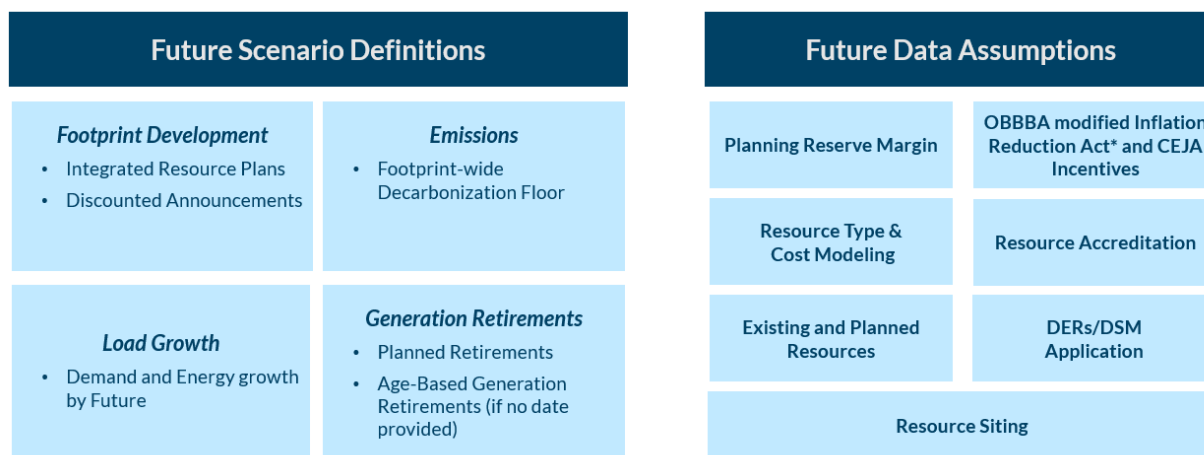 Future Scenario Definitions
Footprint Development
• Integrated Resource Plans
• Discounted Announcements
Emissions
• Footprint-wide
Decarbonization Floor
Load Growth
• Demand and Energy growth
by Future
Generation Retirements
• Planned Retirements
• Age-Based Generation
Retirements (if no date
provided)
Future Data Assumptions
Planning Reserve Margin
OBBBA modified Inflation
Reduction Act* and CEJA
Incentives
Resource Type &
Cost Modeling
Resource Accreditation
Existing and Planned
Resources
DERs/DSM
Application
Resource Siting